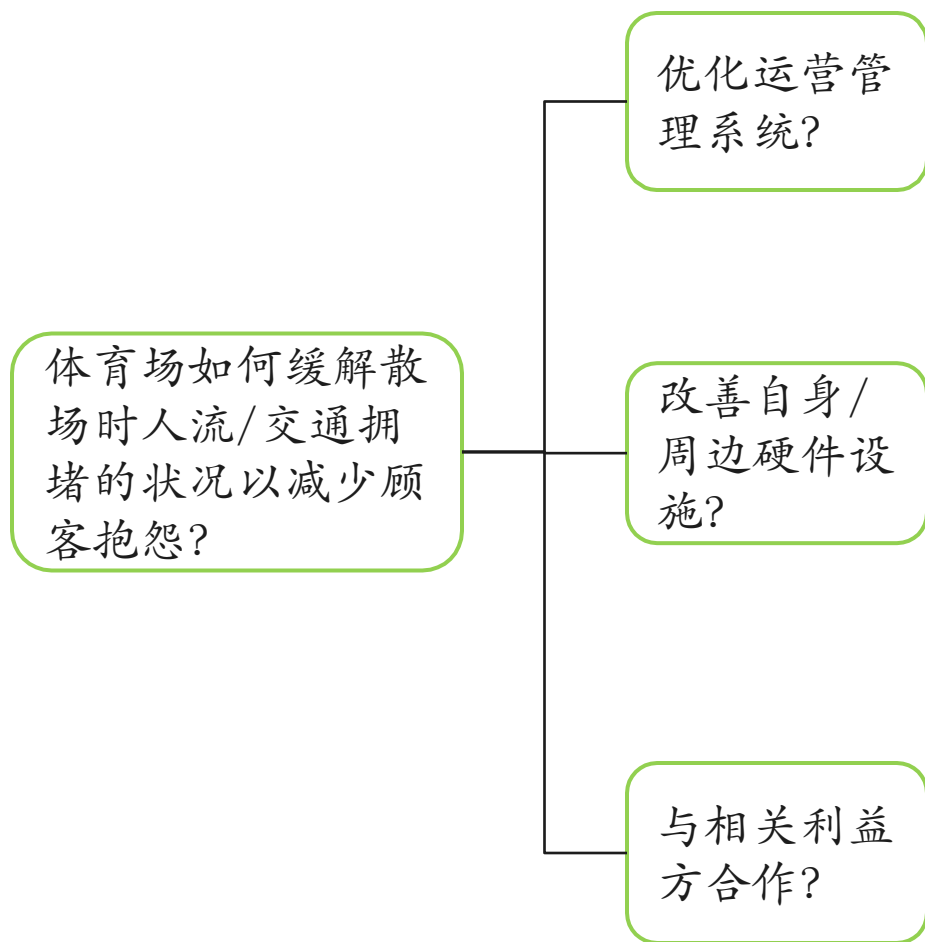 优化运营管
理系统?
体育场如何缓解散
场时人流/交通拥
堵的状况以减少顾
客抱怨?
改善自身/
周边硬件设
施?
与相关利益
方合作?